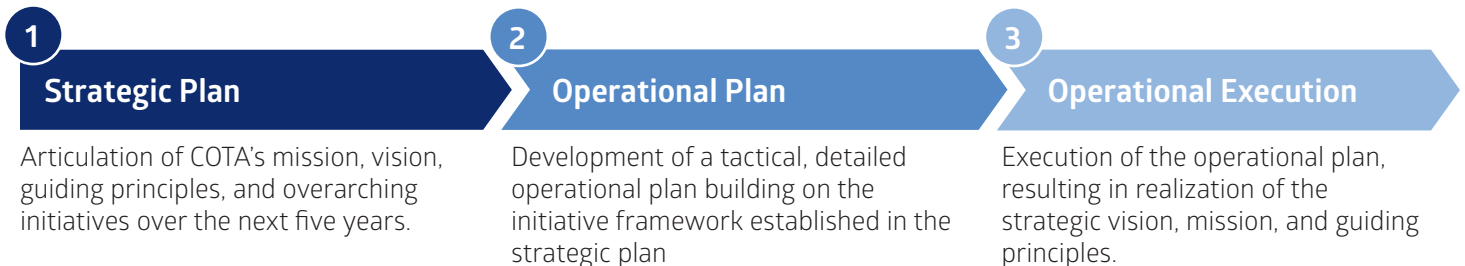 1
Strategic Plan
Articulation of COTA’s mission, vision,
guiding principles, and overarching
initiatives over the next five years.
2
Operational Plan
Development of a tactical, detailed
operational plan building on the
initiative framework established in the
strategic plan
3
Operational Execution
Execution of the operational plan,
resulting in realization of the
strategic vision, mission, and guiding
principles.